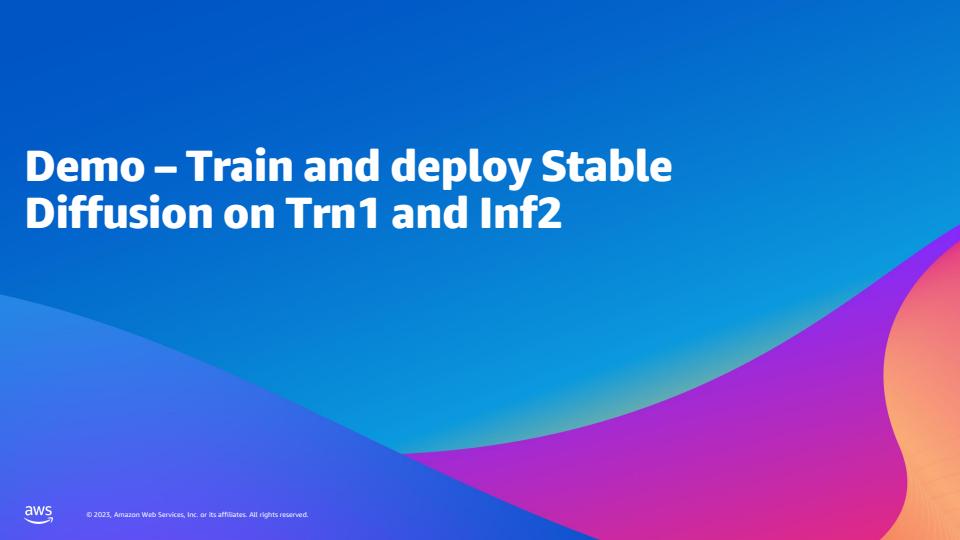 Demo – Train and deploy Stable
Diffusion on Trn1 and Inf2
aws
© 2023, Amazon Web Services, Inc. or its affiliates. All rights reserved.